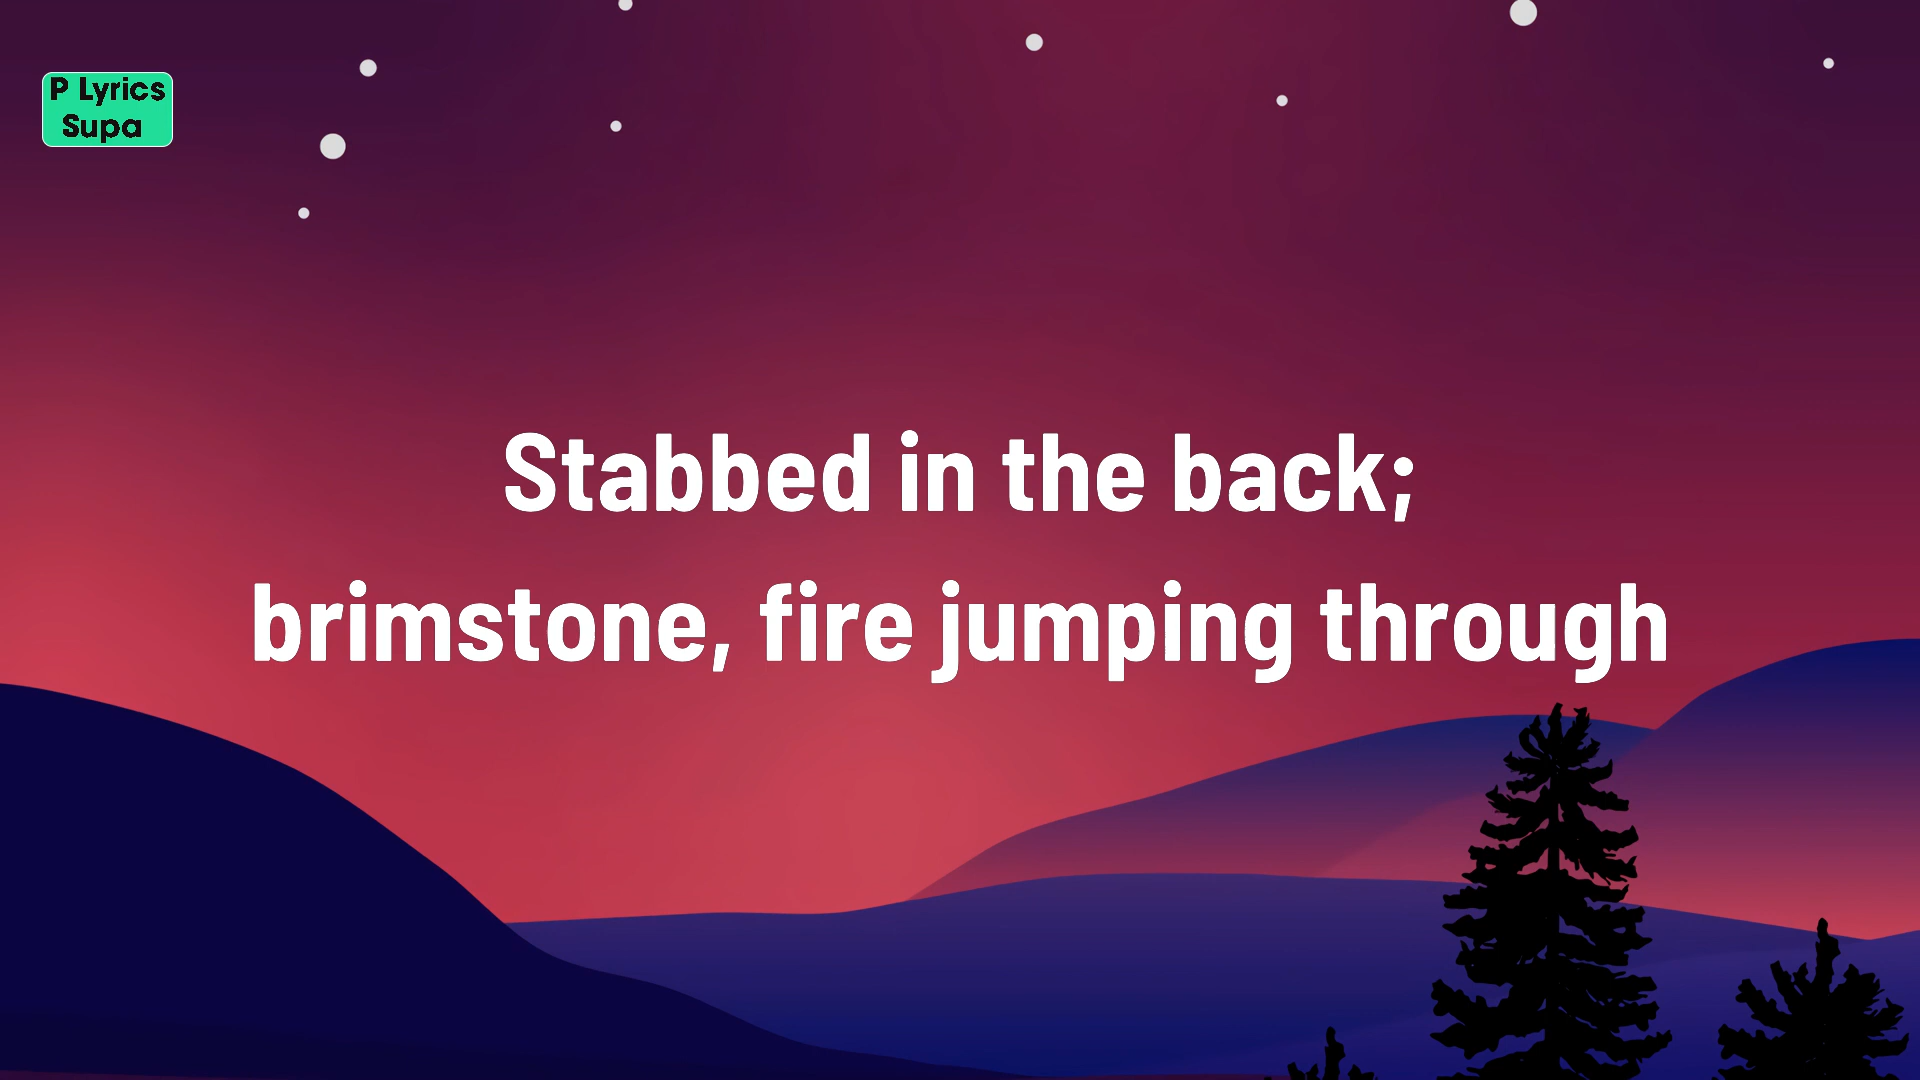 P Lyrics
Supa
Stabbed in the back;
brimstone, fire jumping through